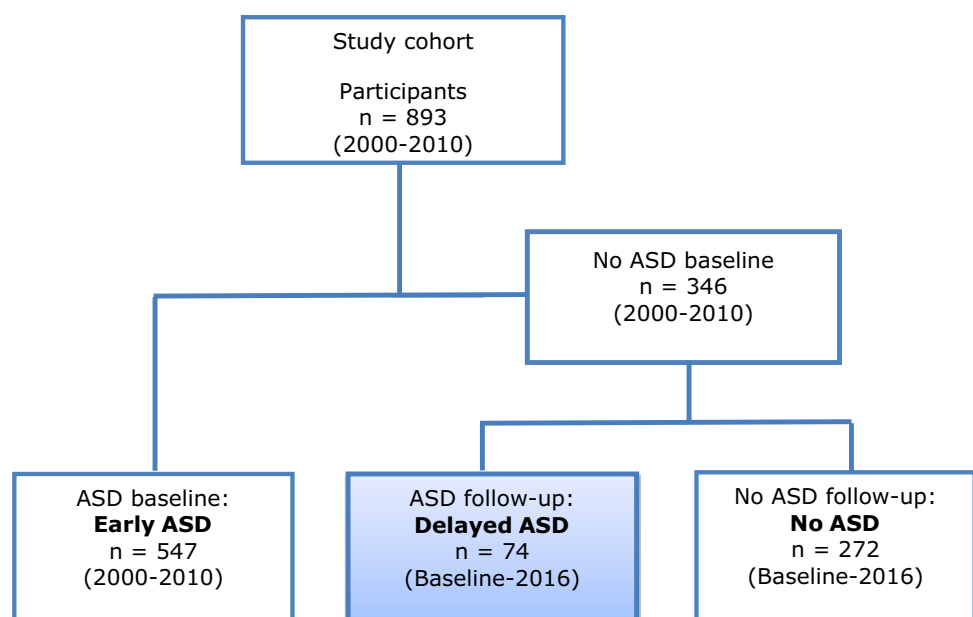 Study cohort
Participants
n = 893
(2000-2010)
No ASD baseline
n = 346
(2000-2010)
ASD baseline:
Early ASD
n = 547
(2000-2010)
ASD follow-up:
Delayed ASD
n = 74
(Baseline-2016)
No ASD follow-up:
No ASD
n = 272
(Baseline-2016)